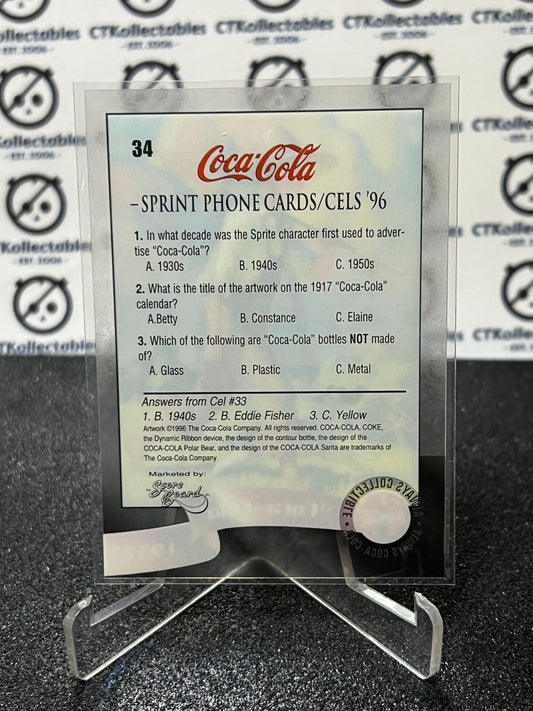 34
Coca-Cola
– SPRINT PHONE CARDS/CELS '96
1. In what decade was the Sprite character first used to adver-
tise “Coca-Cola”?
A. 1930s B. 1940s C. 1950s
2. What is the title of the artwork on the 1917 “Coca-Cola”
calendar?
A.Betty B. Constance C. Elaine
3. Which of the following are “Coca-Cola” bottles NOT made
of?
A. Glass B. Plastic C. Metal
Answers from Cel #33
1. B. 1940s 2. B. Eddie Fisher 3. C. Yellow
Artwork ©1996 The Coca-Cola Company. All rights reserved. COCA-COLA, COKE,
the Dynamic Ribbon device, the design of the contour bottle, the design of the
COCA-COLA Polar Bear, and the design of the COCA-COLA Santa are trademarks of
The Coca-Cola Company.
Marketed by:
Score Board
CTKollectables
EST. 2006